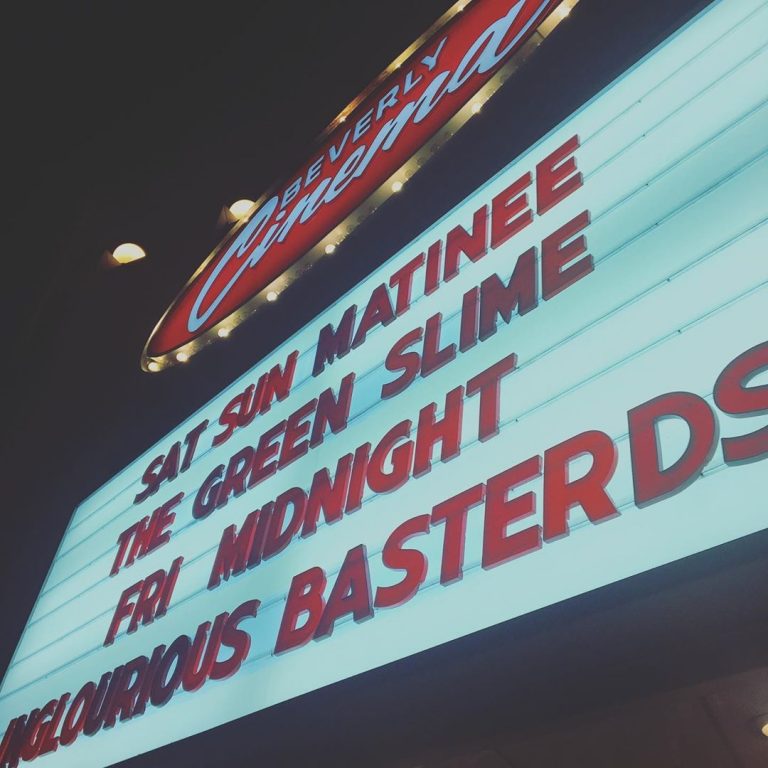 BEVERLY
Cinema
SAT SUN MATINEE
THE GREEN SLIME
FRI MIDNIGHT
INGLOURIOUS BASTERDS